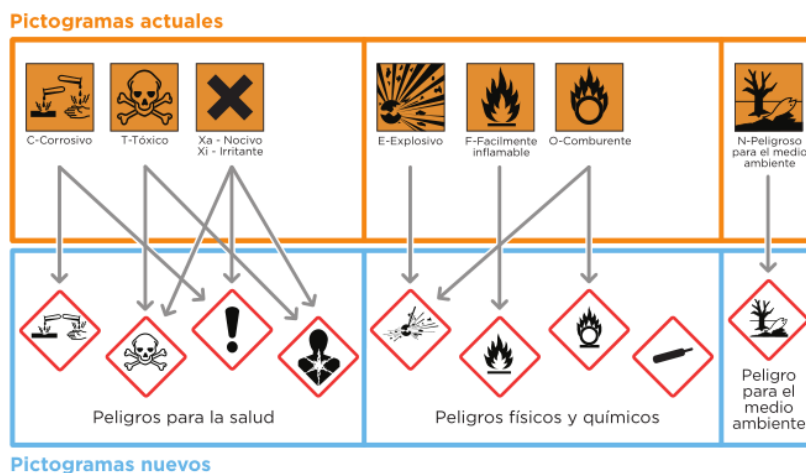 Pictogramas actuales
C-Corrosivo
T-Tóxico
Xa - Nocivo
Xi - Irritante
E-Explosivo
F-Facilmente
inflamable
O-Comburente
N-Peligroso
para el medio
ambiente
Peligros para la salud
Peligros físicos y químicos
Peligro
para el
medio
ambiente
Pictogramas nuevos